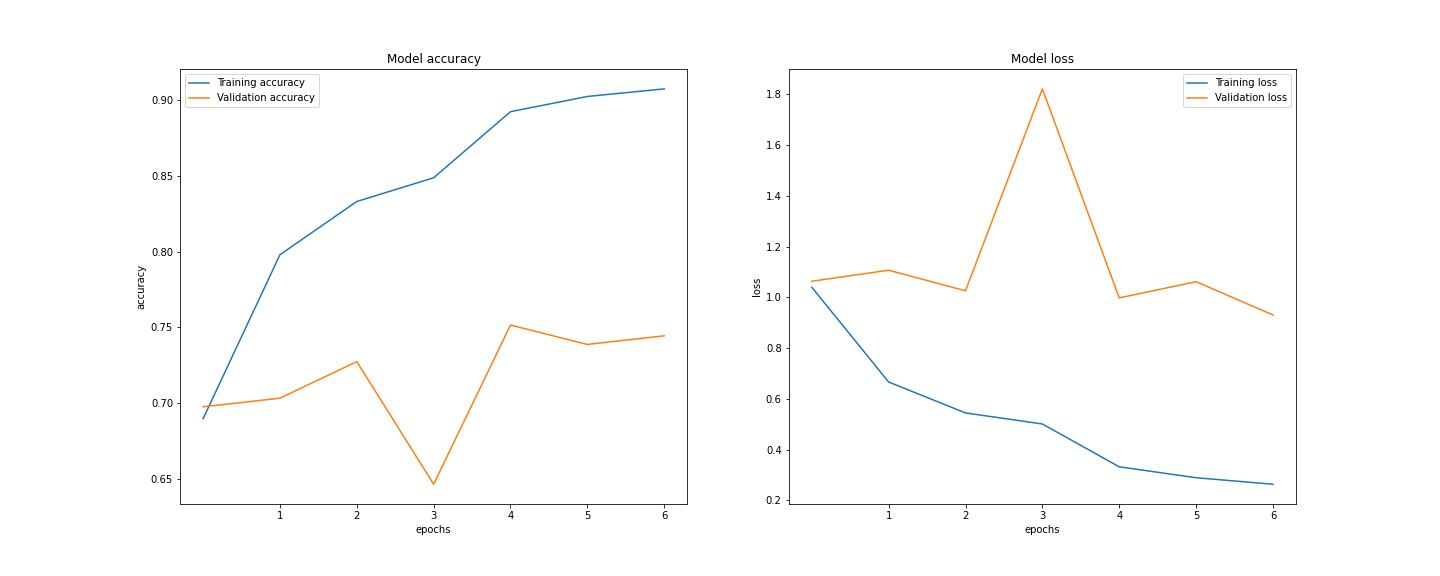 Model accuracy
Training accuracy
Validation accuracy
0.90
0.85
0.80
0.75
0.70
0.65
accuracy
1 2 3 4 5 6
epochs
Model loss
Training loss
Validation loss
1.8
1.6
1.4
1.2
1.0
0.8
0.6
0.4
0.2
loss
1 2 3 4 5 6
epochs